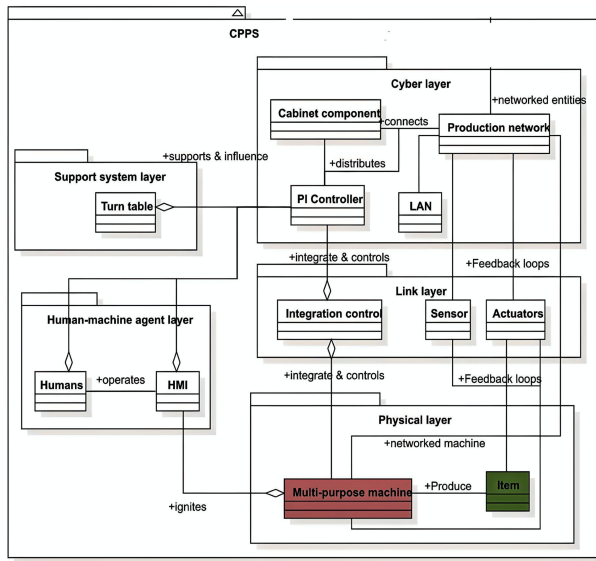 CPPS
Cyber layer
+networked entities
Cabinet component
+connects
Production network
+supports & influence
+distributes
Support system layer
Turn table
PI Controller
LAN
+integrate & controls
+Feedback loops
Link layer
Human-machine agent layer
Integration control
Sensor
Actuators
+integrate & controls
+Feedback loops
Humans
+operates
HMI
Physical layer
+networked machine
Multi-purpose machine
+Produce
Item
+ignites